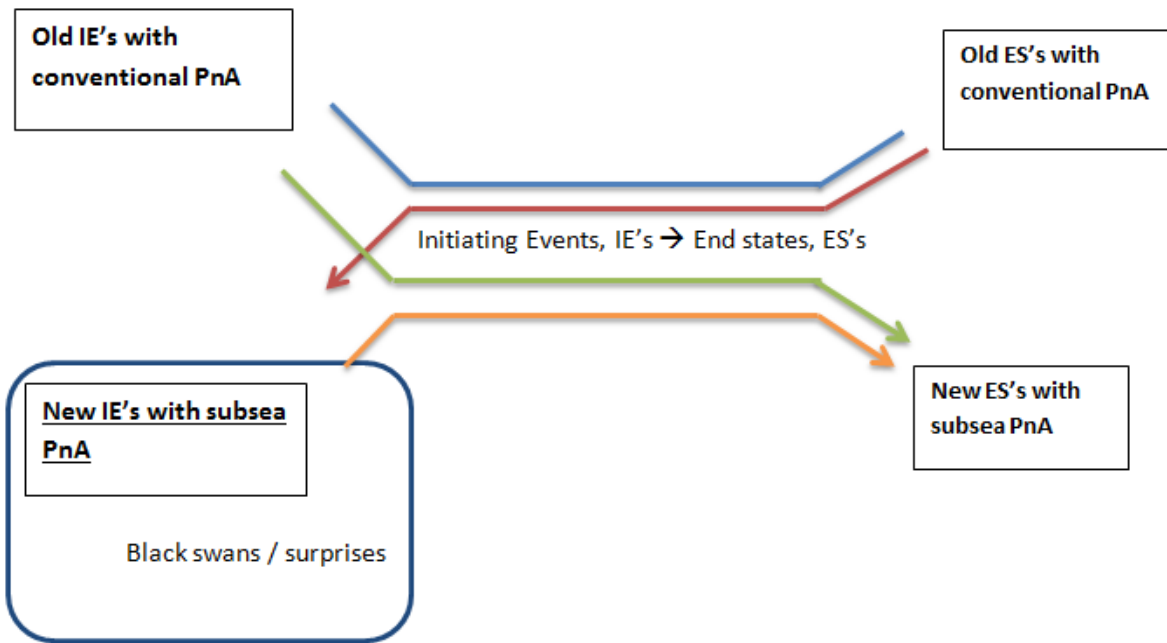 Old IE’s with
conventional PnA
Old ES’s with
conventional PnA
Initiating Events, IE’s → End states, ES’s
New IE’s with subsea
PnA
Black swans / surprises
New ES’s with
subsea PnA